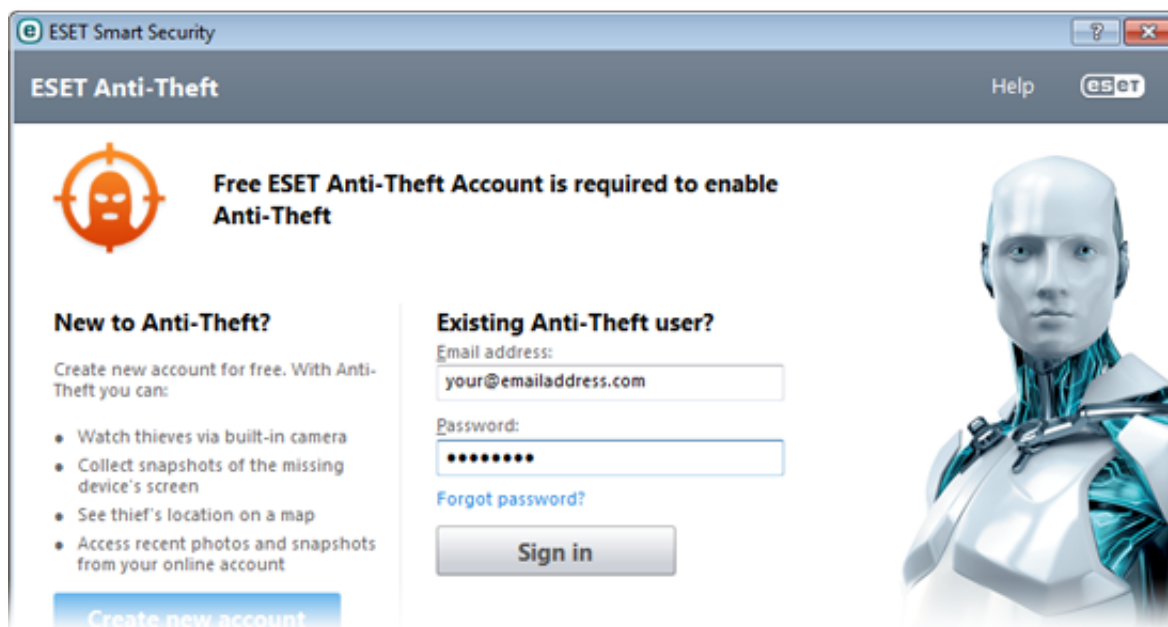 ESET Smart Security
ESET Anti-Theft
Help
eset
Free ESET Anti-Theft Account is required to enable
Anti-Theft
New to Anti-Theft?
Create new account for free. With Anti-
Theft you can:
• Watch thieves via built-in camera
• Collect snapshots of the missing
device's screen
• See thief's location on a map
• Access recent photos and snapshots
from your online account
Create new account
Existing Anti-Theft user?
Email address:
your@emailaddress.com
Password:
••••••••
Forgot password?
Sign in